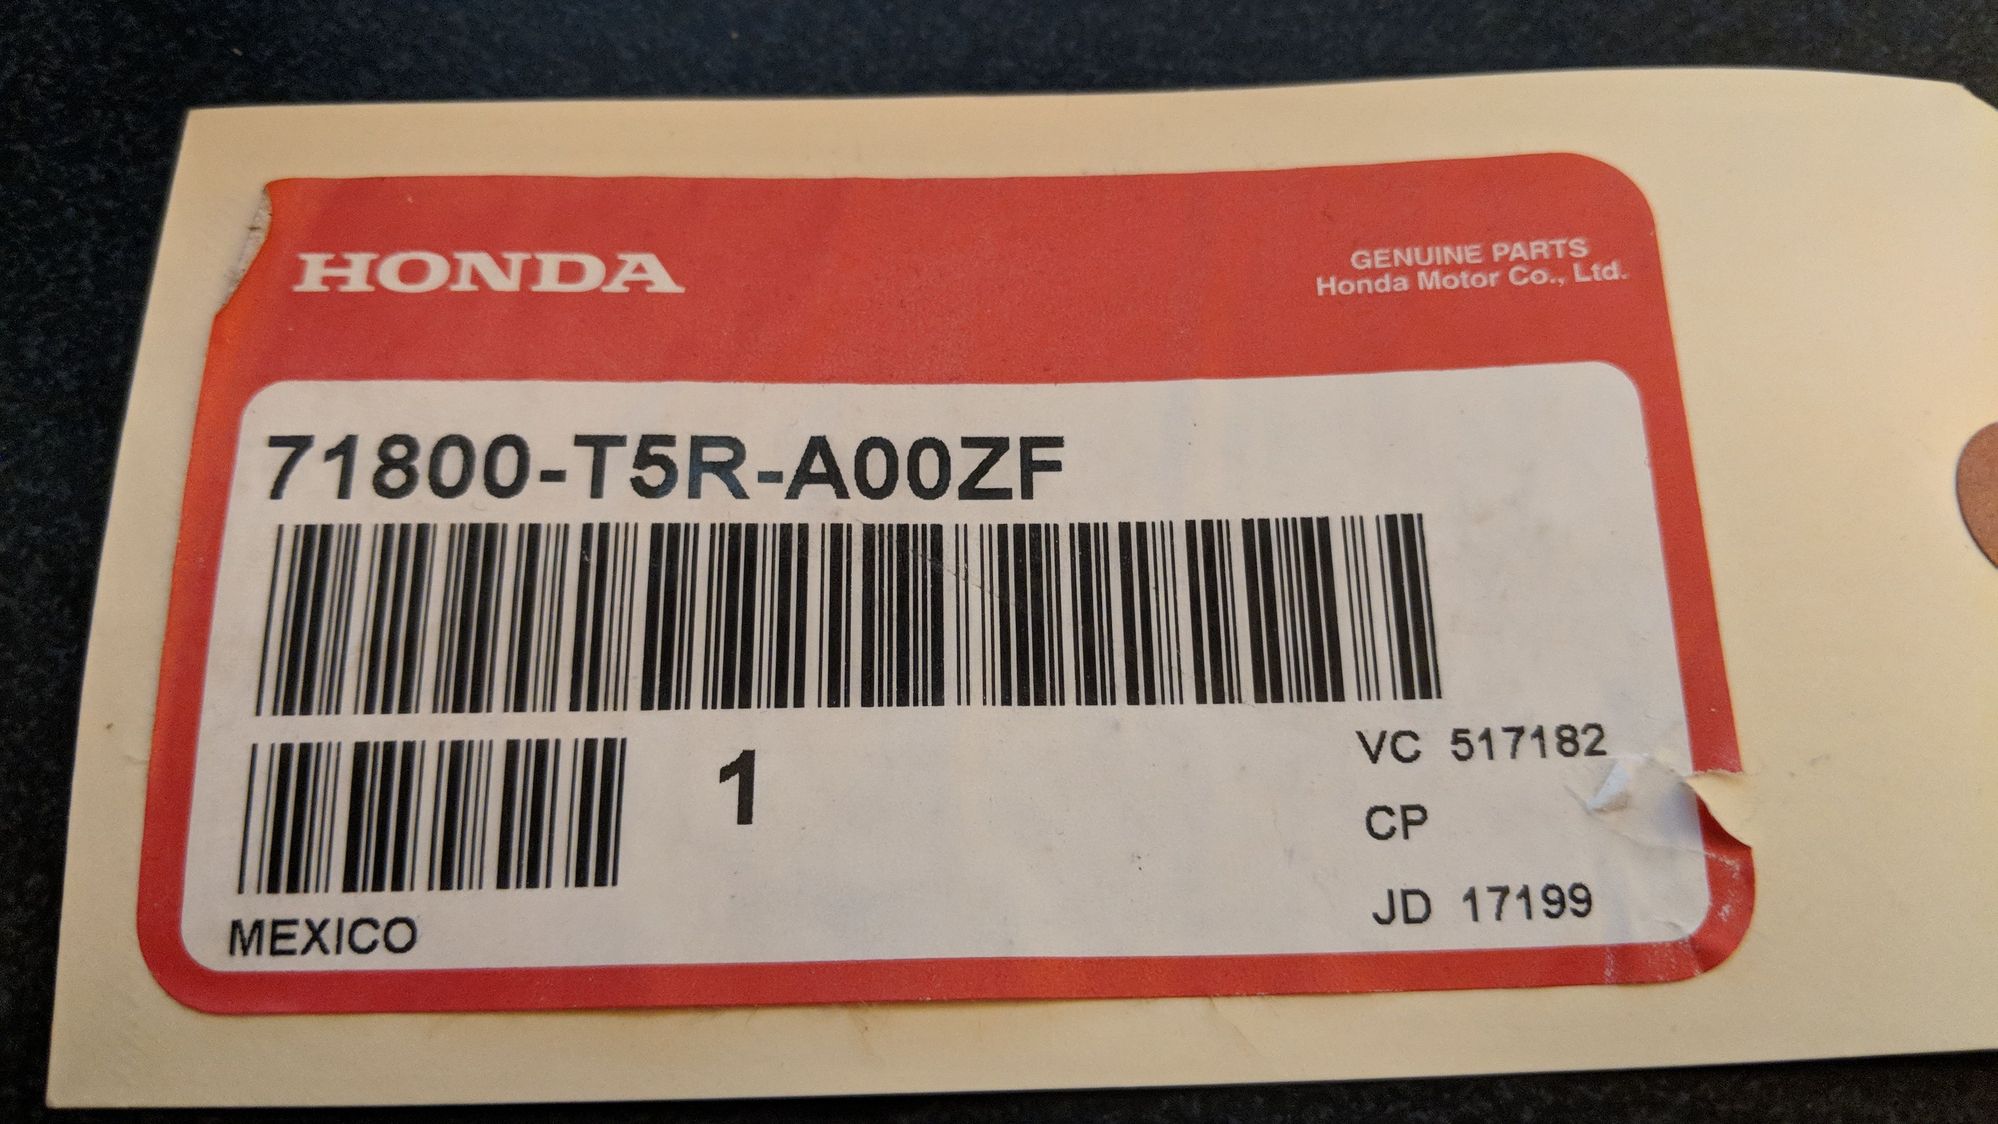 HONDA
GENUINE PARTS
Honda Motor Co., Ltd.
71800-T5R-A00ZF
1
VC 517182
CP
JD 17199
MEXICO